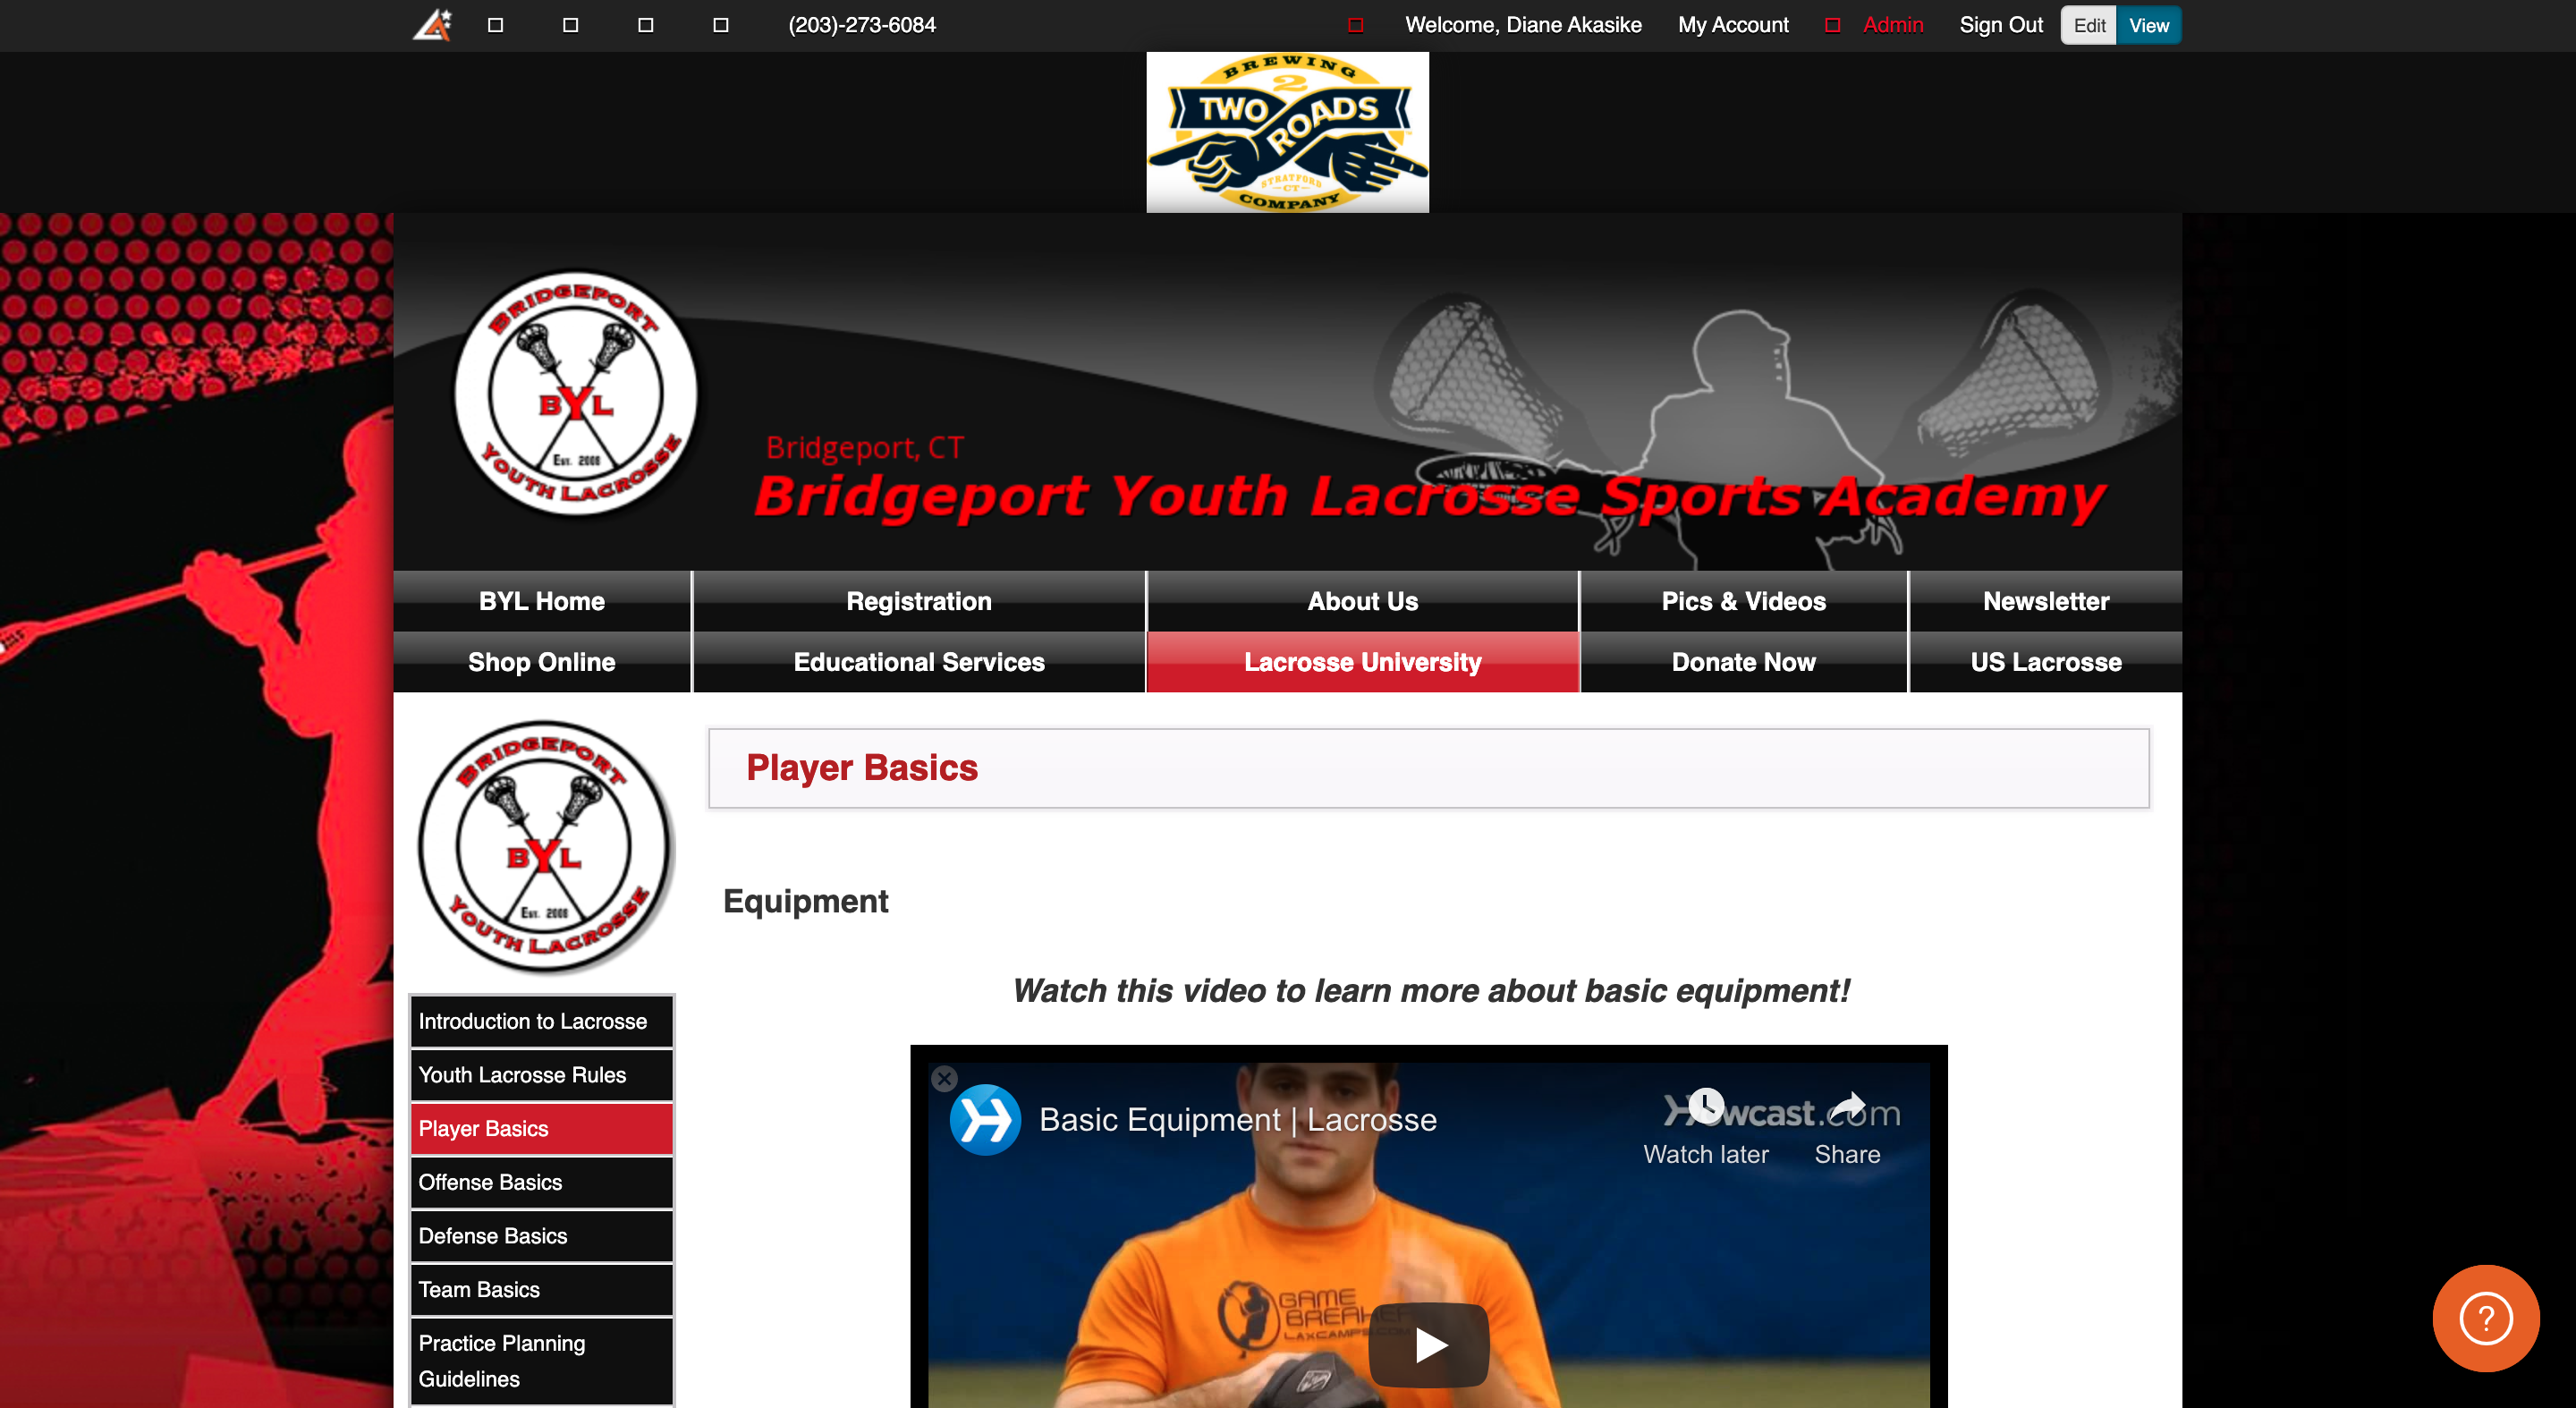 (203)-273-6084
Welcome, Diane Akasike
My Account
Admin
Sign Out
Edit
View
BREWING
2
TWO ROADS
STRATFORD
CT
COMPANY
BRIDGEPORT
BYL
EST. 2008
YOUTH LACROSSE
Bridgeport, CT
Bridgeport Youth Lacrosse Sports Academy
BYL Home
Registration
About Us
Pics & Videos
Newsletter
Shop Online
Educational Services
Lacrosse University
Donate Now
US Lacrosse
BRIDGEPORT
BYL
EST. 2008
YOUTH LACROSSE
Player Basics
Equipment
Watch this video to learn more about basic equipment!
Introduction to Lacrosse
Youth Lacrosse Rules
Player Basics
Offense Basics
Defense Basics
Team Basics
Practice Planning
Guidelines
Basic Equipment | Lacrosse
Howcast.com
Watch later
Share
GAME
BREAKER
LAXCAMPS.COM
?